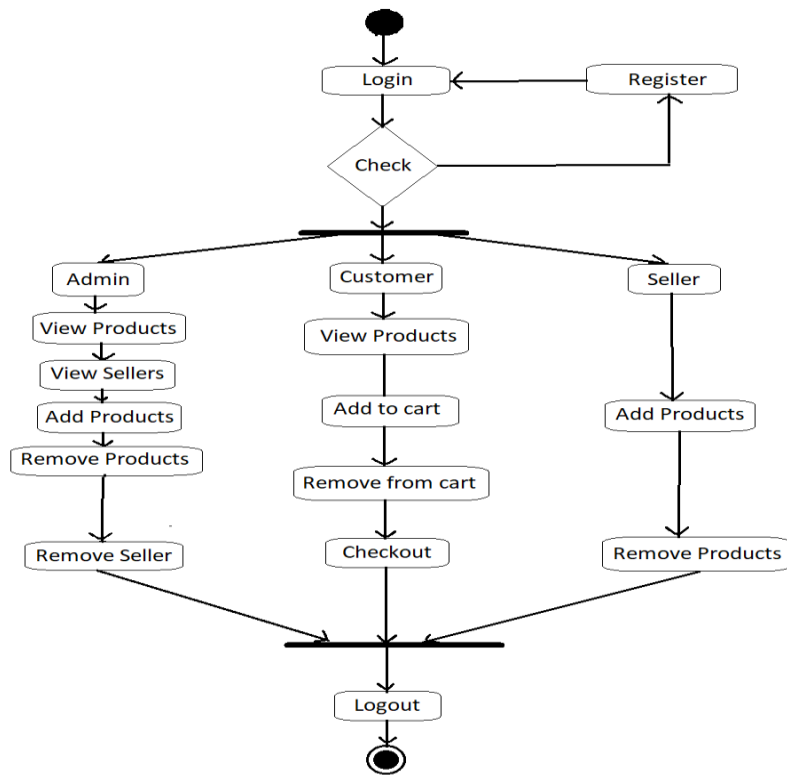 Login
Register
Check
Admin
Customer
Seller
View Products
View Products
View Sellers
Add to cart
Add Products
Add Products
Remove Products
Remove from cart
Remove Seller
Checkout
Remove Products
Logout